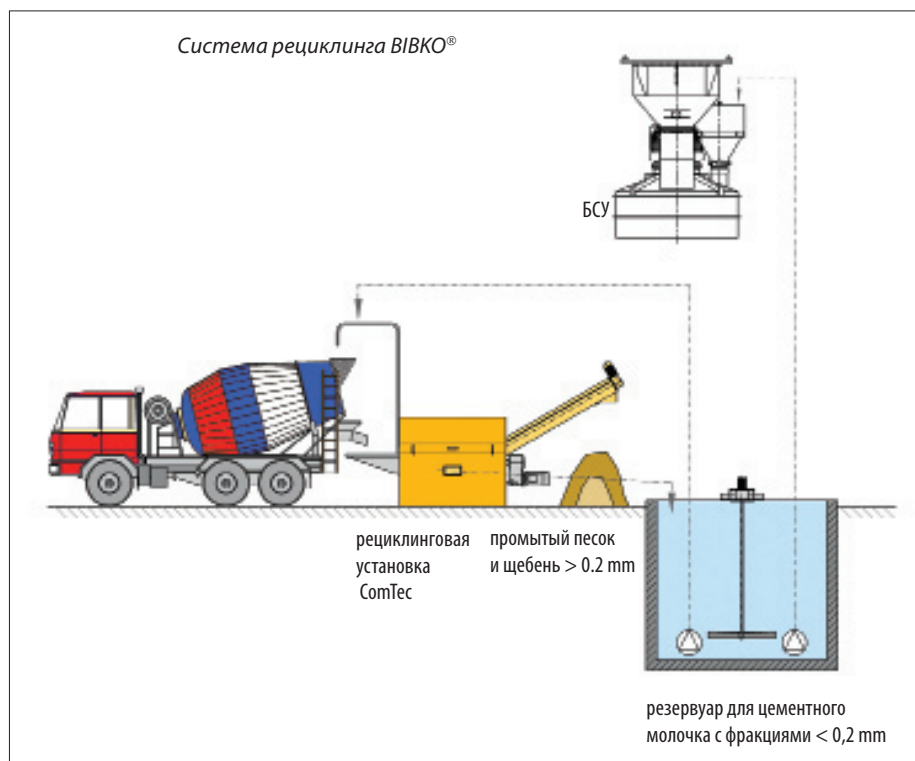 Система рециклинга BIBKO®
БСУ
рециклинговая
установка
ComTec
промытый песок
и щебень > 0.2 mm
резервуар для цементного
молочка с фракциями < 0,2 mm